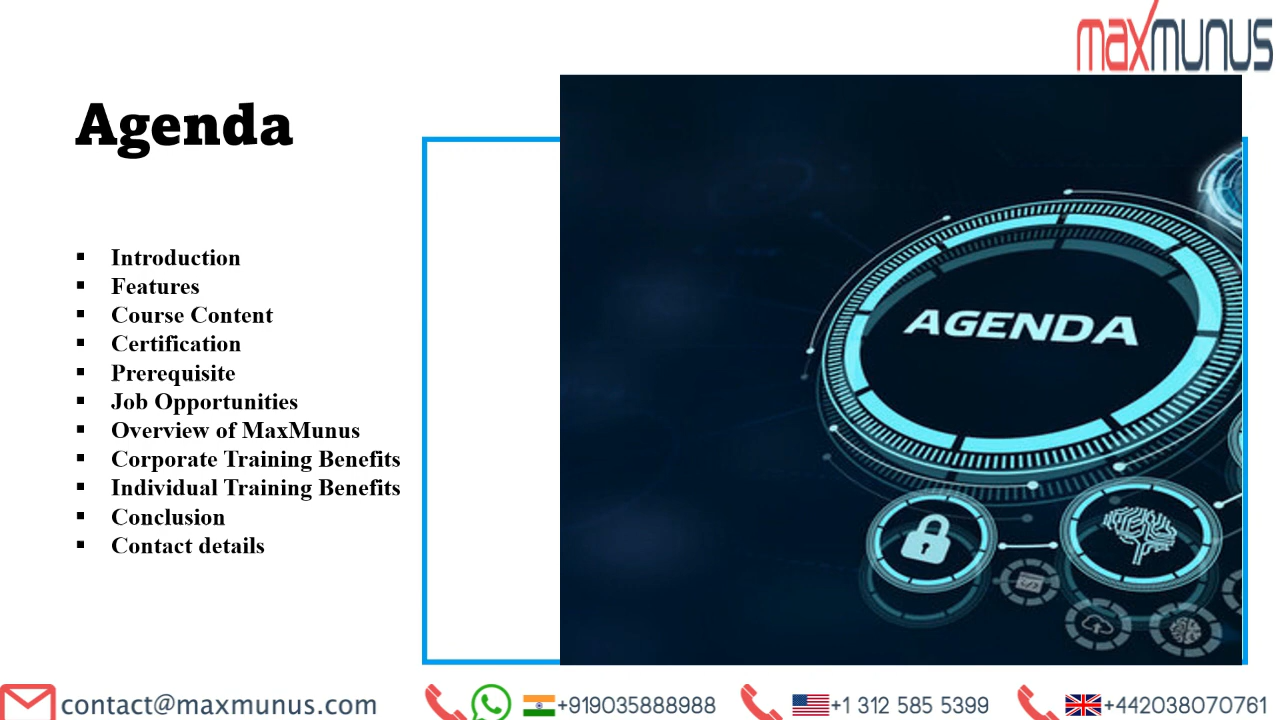 maxmunus
Agenda
AGENDA
▪ Introduction
▪ Features
▪ Course Content
▪ Certification
▪ Prerequisite
▪ Job Opportunities
▪ Overview of MaxMunus
▪ Corporate Training Benefits
▪ Individual Training Benefits
▪ Conclusion
▪ Contact details
contact@maxmunus.com +919035888988 +1 312 585 5399 +442038070761